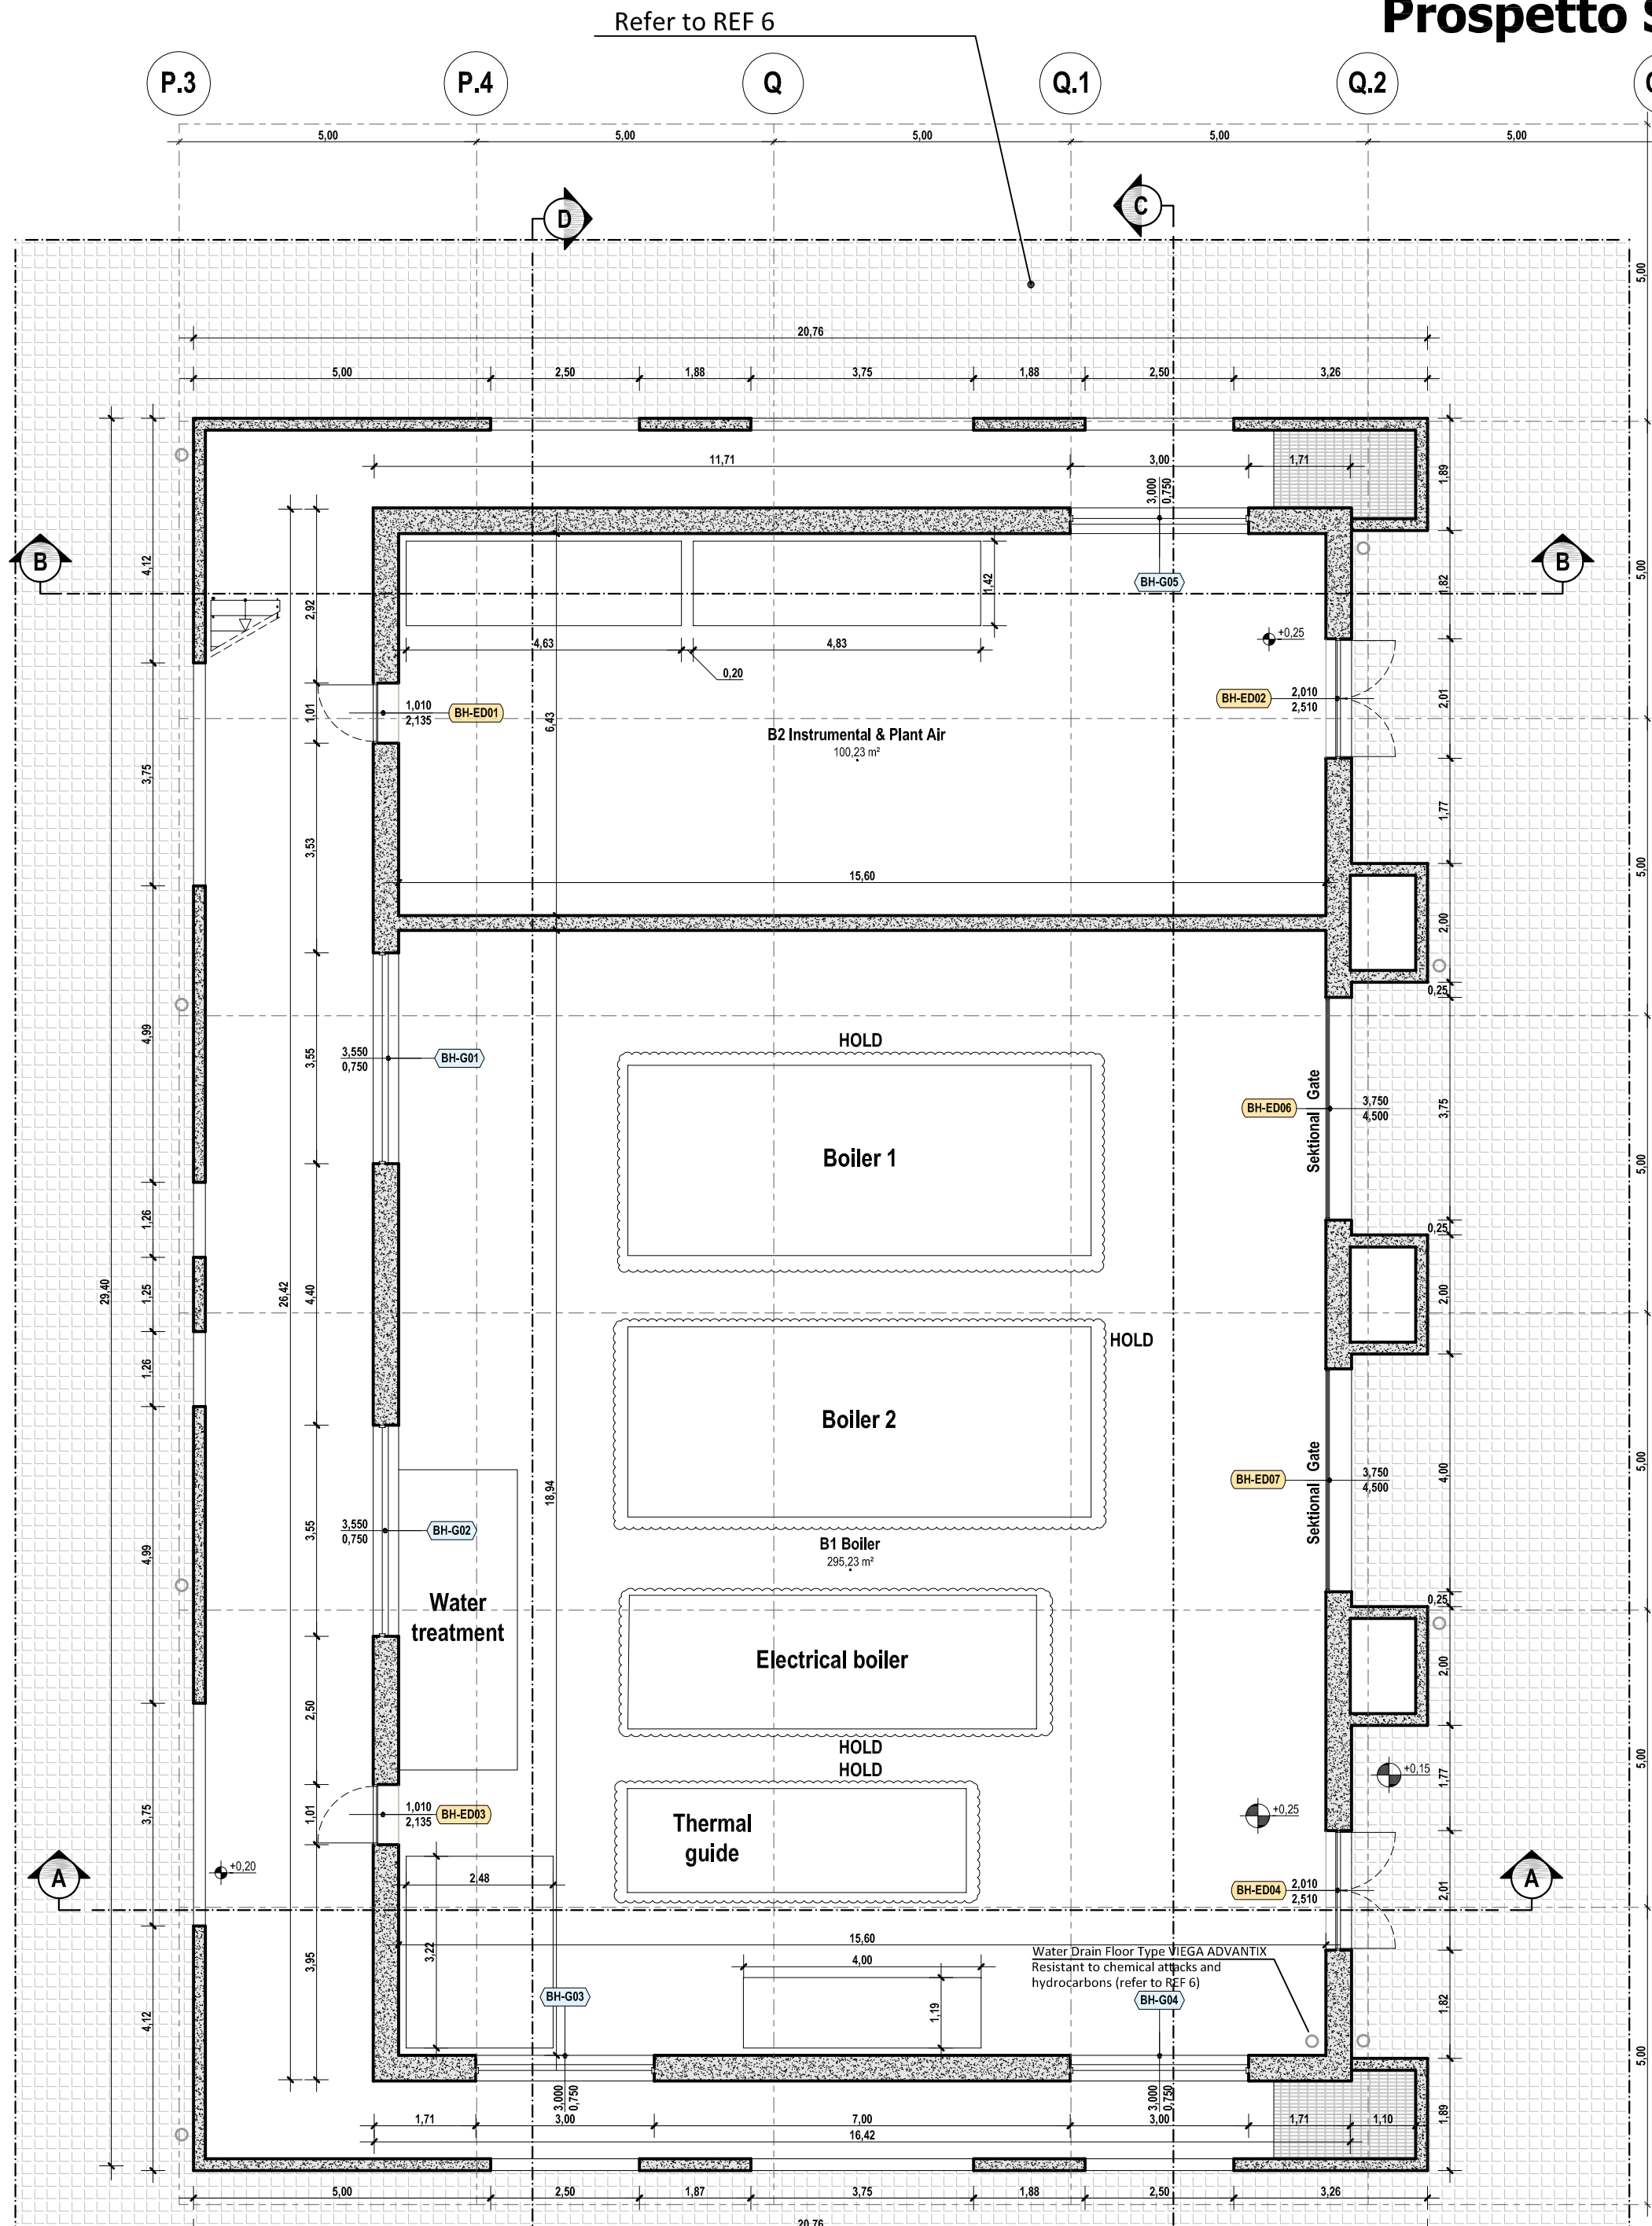 Prospetto S
Refer to REF 6
P.3
P.4
Q
Q.1
Q.2
5,00
5,00
5,00
5,00
5,00
D
C
5,00
20,76
5,00
2,50
1,88
3,75
1,88
2,50
3,26
11,71
3,00
1,71
1,89
3,000
0,750
B
B
4,12
2,92
1,42
BH-G05
1,82
5,00
4,63
4,83
0,20
+0,25
1,01
1,010
2,135
BH-ED01
6,43
BH-ED02
2,010
2,510
2,01
B2 Instrumental & Plant Air
100,23 m²
3,75
3,53
1,77
15,60
5,00
2,00
0,25
4,99
3,55
3,550
0,750
BH-G01
HOLD
Boiler 1
Sektional Gate
BH-ED06
3,750
4,500
3,75
5,00
1,26
0,25
29,40
1,25
26,42
4,40
2,00
1,26
HOLD
Boiler 2
18,94
Sektional Gate
BH-ED07
3,750
4,500
4,00
5,00
4,99
3,55
3,550
0,750
BH-G02
B1 Boiler
295,23 m²
0,25
Water
treatment
Electrical boiler
2,00
2,50
HOLD
HOLD
+0,15
1,77
5,00
3,75
1,01
1,010
2,135
BH-ED03
Thermal
guide
+0,25
+0,20
A
A
2,48
BH-ED04
2,010
2,510
2,01
3,95
3,22
15,60
4,00
Water Drain Floor Type VIEGA ADVANTIX
Resistant to chemical attacks and
hydrocarbons (refer to REF 6)
4,12
BH-G03
1,19
BH-G04
1,82
5,00
3,000
0,750
3,000
0,750
1,71
3,00
7,00
3,00
1,71
1,10
1,89
16,42
5,00
2,50
1,87
3,75
1,88
2,50
3,26
20,76